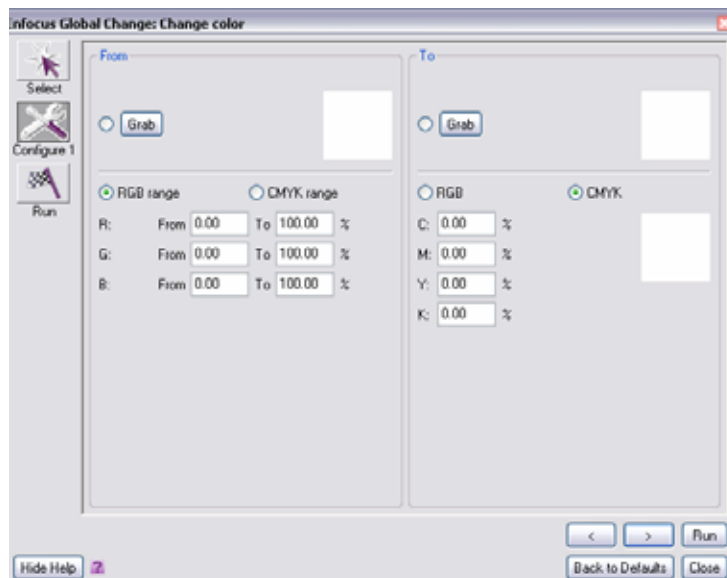 Enfocus Global Change: Change color
Select
Configure 1
Run
From
Grab
RGB range CMYK range
R: From 0.00 To 100.00 %
G: From 0.00 To 100.00 %
B: From 0.00 To 100.00 %
To
Grab
RGB CMYK
C: 0.00 %
M: 0.00 %
Y: 0.00 %
K: 0.00 %
< > Run
Hide Help ? Back to Defaults Close